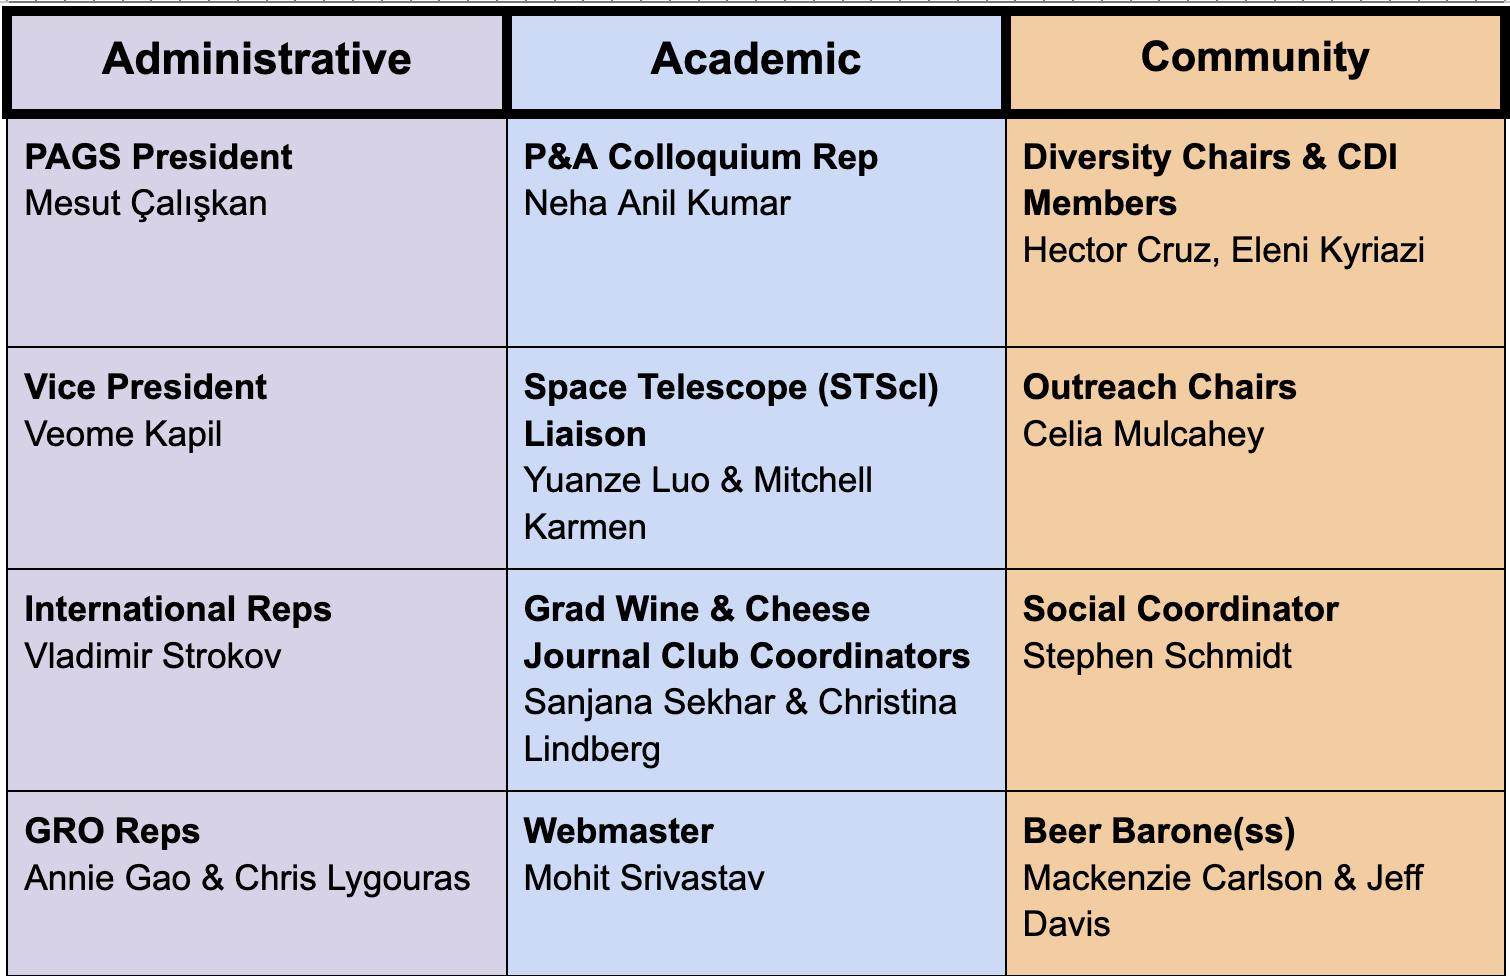 Administrative
Academic
Community
PAGS President
Mesut Çalışkan
P&A Colloquium Rep
Neha Anil Kumar
Diversity Chairs & CDI
Members
Hector Cruz, Eleni Kyriazi
Vice President
Veome Kapil
Space Telescope (STScI)
Liaison
Yuanze Luo & Mitchell
Karmen
Outreach Chairs
Celia Mulcahey
International Reps
Vladimir Strokov
Grad Wine & Cheese
Journal Club Coordinators
Sanjana Sekhar & Christina
Lindberg
Social Coordinator
Stephen Schmidt
GRO Reps
Annie Gao & Chris Lygouras
Webmaster
Mohit Srivastav
Beer Barone(ss)
Mackenzie Carlson & Jeff
Davis